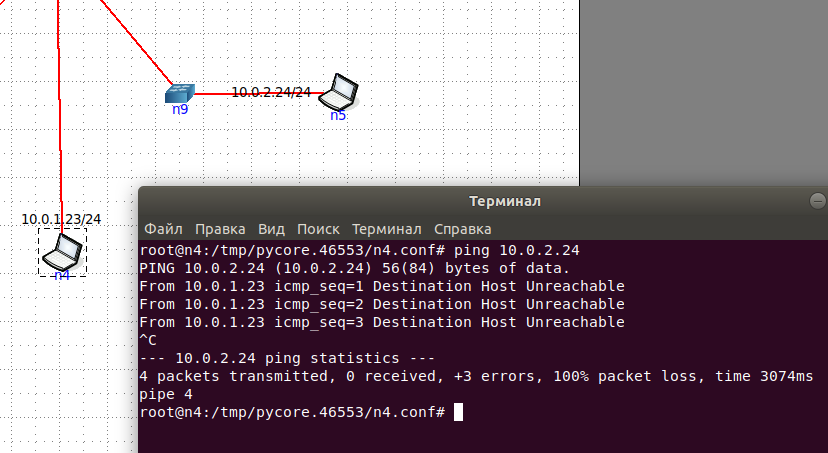 10.0.2.24/24
n9
n5
10.0.1.23/24
n4
Терминал
Файл Правка Вид Поиск Терминал Справка
root@n4:/tmp/pycore.46553/n4.conf# ping 10.0.2.24
PING 10.0.2.24 (10.0.2.24) 56(84) bytes of data.
From 10.0.1.23 icmp_seq=1 Destination Host Unreachable
From 10.0.1.23 icmp_seq=2 Destination Host Unreachable
From 10.0.1.23 icmp_seq=3 Destination Host Unreachable
^C
--- 10.0.2.24 ping statistics ---
4 packets transmitted, 0 received, +3 errors, 100% packet loss, time 3074ms
pipe 4
root@n4:/tmp/pycore.46553/n4.conf#